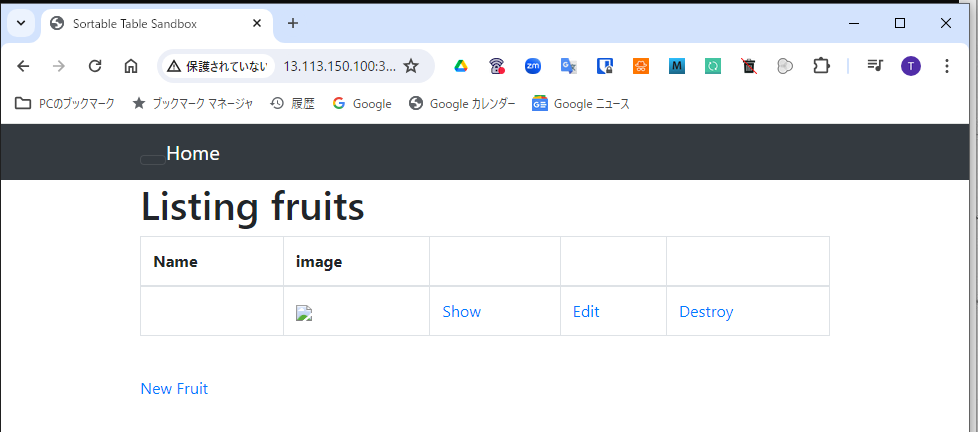 Sortable Table Sandbox
保護されていない 13.113.150.100:3...
zm
M
T
PCのブックマーク ブックマーク マネージャ 履歴 Google Google カレンダー Google ニュース
Home
Listing fruits
Name image
Show Edit Destroy
New Fruit